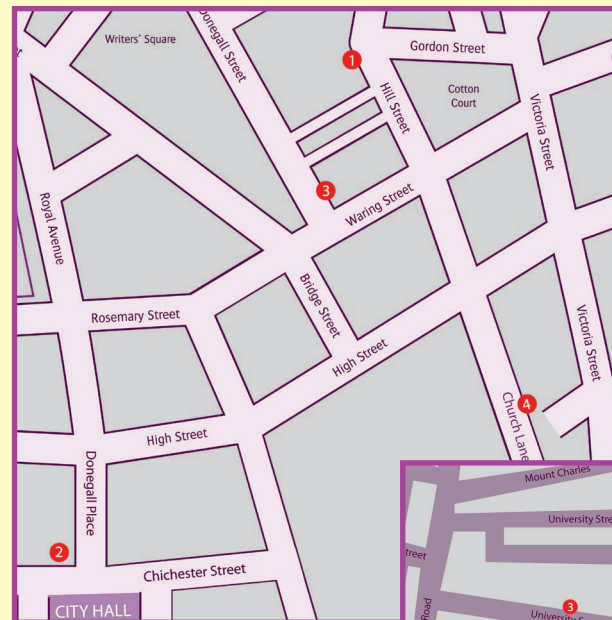 Writers' Square
Donegall Street
1
Gordon Street
Hill Street
Cotton
Court
Victoria Street
3
Waring Street
Royal Avenue
Rosemary Street
Bridge Street
High Street
Victoria Street
4
Church Lane
High Street
Donegall Place
2
Chichester Street
CITY HALL
Mount Charles
University Stre
treet
3
Road
University S